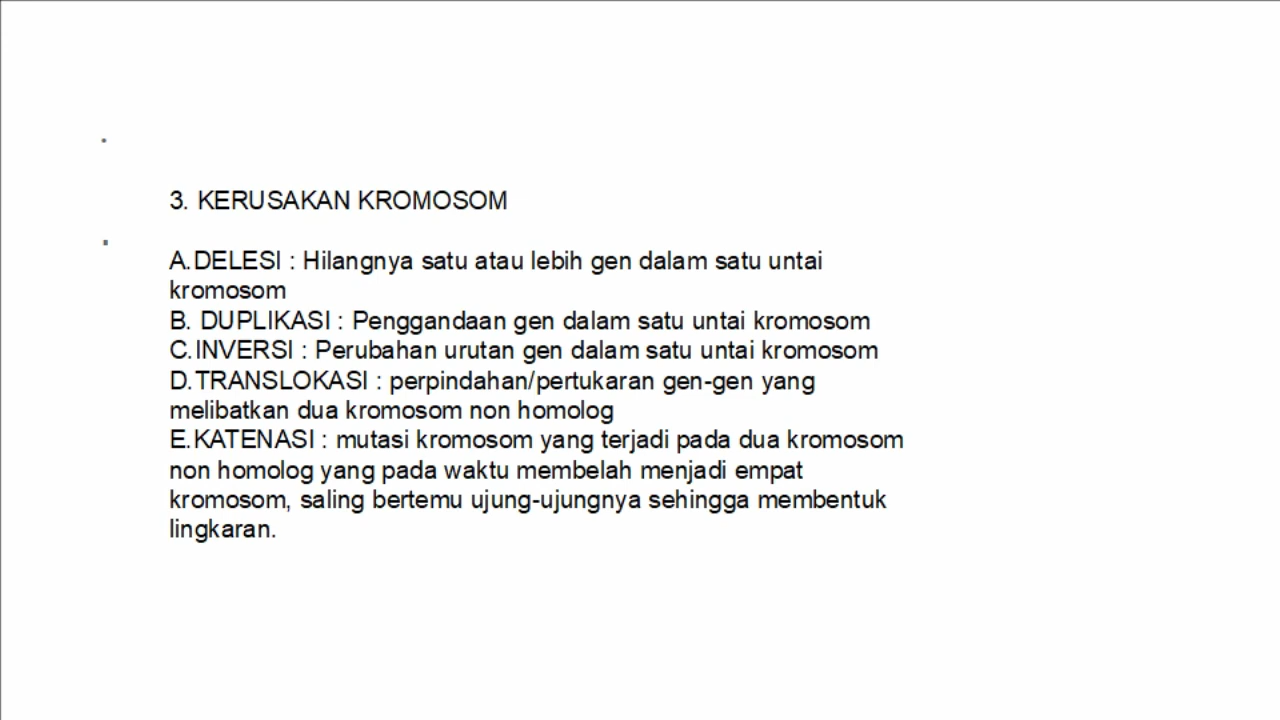 3. KERUSAKAN KROMOSOM
A.DELESI : Hilangnya satu atau lebih gen dalam satu untai
kromosom
B. DUPLIKASI : Penggandaan gen dalam satu untai kromosom
C.INVERSI : Perubahan urutan gen dalam satu untai kromosom
D.TRANSLOKASI : perpindahan/pertukaran gen-gen yang
melibatkan dua kromosom non homolog
E.KATENASI : mutasi kromosom yang terjadi pada dua kromosom
non homolog yang pada waktu membelah menjadi empat
kromosom, saling bertemu ujung-ujungnya sehingga membentuk
lingkaran.